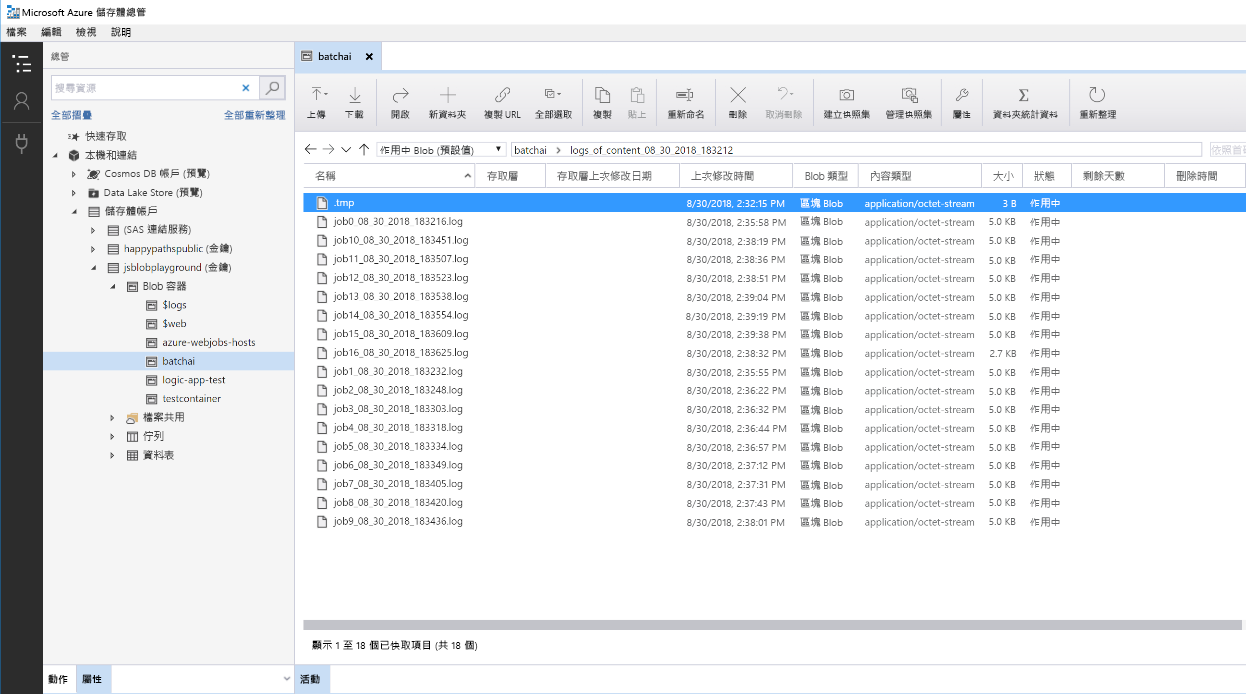 Microsoft Azure 儲存體總管
檔案 編輯 檢視 說明
總管
搜尋資源
全部摺疊 全部重新整理
快速存取
本機和連結
Cosmos DB 帳戶 (預覽)
Data Lake Store (預覽)
儲存體帳戶
(SAS 連結服務)
happypathspublic (金鑰)
jsblobplayground (金鑰)
Blob 容器
$logs
$web
azure-webjobs-hosts
batchai
logic-app-test
testcontainer
檔案共用
佇列
資料表
動作 屬性
batchai
上傳 下載 開啟 新資料夾 複製 URL 全部選取 複製 貼上 重新命名 刪除 取消刪除 建立快照集 管理快照集 屬性 資料夾統計資料 重新整理
作用中 Blob (預設值) batchai logs_of_content_08_30_2018_183212
名稱 存取層 存取層上次修改日期 上次修改時間 Blob 類型 內容類型 大小 狀態 剩餘天數 刪除時間
.tmp 8/30/2018, 2:32:15 PM 區塊 Blob application/octet-stream 3 B 作用中
job0_08_30_2018_183216.log 8/30/2018, 2:35:58 PM 區塊 Blob application/octet-stream 5.0 KB 作用中
job10_08_30_2018_183451.log 8/30/2018, 2:38:19 PM 區塊 Blob application/octet-stream 5.0 KB 作用中
job11_08_30_2018_183507.log 8/30/2018, 2:38:36 PM 區塊 Blob application/octet-stream 5.0 KB 作用中
job12_08_30_2018_183523.log 8/30/2018, 2:38:51 PM 區塊 Blob application/octet-stream 5.0 KB 作用中
job13_08_30_2018_183538.log 8/30/2018, 2:39:04 PM 區塊 Blob application/octet-stream 5.0 KB 作用中
job14_08_30_2018_183554.log 8/30/2018, 2:39:19 PM 區塊 Blob application/octet-stream 5.0 KB 作用中
job15_08_30_2018_183609.log 8/30/2018, 2:39:38 PM 區塊 Blob application/octet-stream 5.0 KB 作用中
job16_08_30_2018_183625.log 8/30/2018, 2:38:32 PM 區塊 Blob application/octet-stream 2.7 KB 作用中
job1_08_30_2018_183232.log 8/30/2018, 2:35:55 PM 區塊 Blob application/octet-stream 5.0 KB 作用中
job2_08_30_2018_183248.log 8/30/2018, 2:36:22 PM 區塊 Blob application/octet-stream 5.0 KB 作用中
job3_08_30_2018_183303.log 8/30/2018, 2:36:32 PM 區塊 Blob application/octet-stream 5.0 KB 作用中
job4_08_30_2018_183318.log 8/30/2018, 2:36:44 PM 區塊 Blob application/octet-stream 5.0 KB 作用中
job5_08_30_2018_183334.log 8/30/2018, 2:36:57 PM 區塊 Blob application/octet-stream 5.0 KB 作用中
job6_08_30_2018_183349.log 8/30/2018, 2:37:12 PM 區塊 Blob application/octet-stream 5.0 KB 作用中
job7_08_30_2018_183405.log 8/30/2018, 2:37:31 PM 區塊 Blob application/octet-stream 5.0 KB 作用中
job8_08_30_2018_183420.log 8/30/2018, 2:37:43 PM 區塊 Blob application/octet-stream 5.0 KB 作用中
job9_08_30_2018_183436.log 8/30/2018, 2:38:01 PM 區塊 Blob application/octet-stream 5.0 KB 作用中
顯示 1 至 18 個已快取項目 (共 18 個)
活動